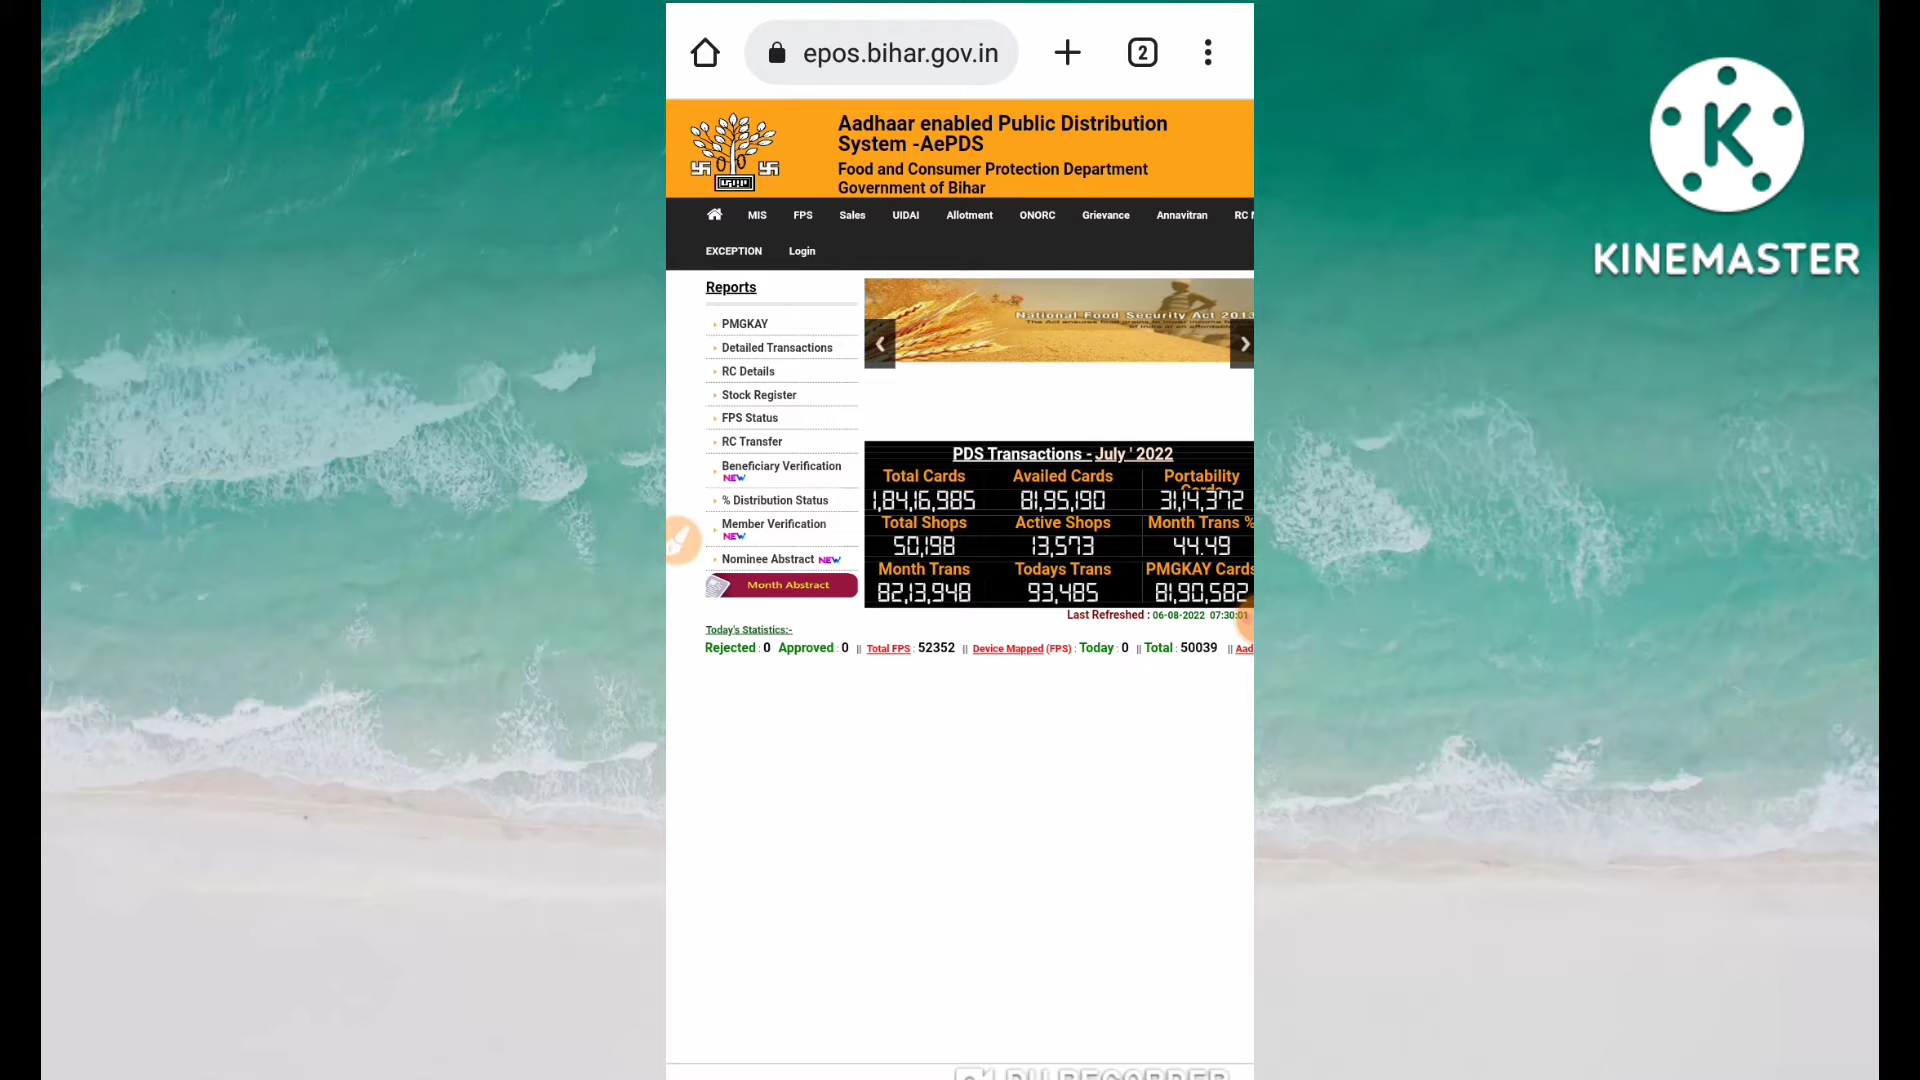 epos.bihar.gov.in
2
K
KINEMASTER
Aadhaar enabled Public Distribution
System -AePDS
Food and Consumer Protection Department
Government of Bihar
MIS FPS Sales UIDAI Allotment ONORC Grievance Annavitran RC
EXCEPTION Login
Reports
PMGKAY
Detailed Transactions
RC Details
Stock Register
FPS Status
RC Transfer
Beneficiary Verification
NEW
% Distribution Status
Member Verification
NEW
Nominee Abstract NEW
Month Abstract
National Food Security Act 2013
PDS Transactions - July ' 2022
Total Cards Availed Cards Portability
Cards
1,84,16,985 81,95,190 31,14,372
Total Shops Active Shops Month Trans %
50,198 13,573 44.49
Month Trans Todays Trans PMGKAY Cards
82,13,948 93,485 81,90,582
Last Refreshed : 06-08-2022 07:30:01
Today's Statistics:-
Rejected : 0 Approved : 0 || Total FPS : 52352 || Device Mapped (FPS) : Today : 0 || Total : 50039 || Aad
DU RECORDER